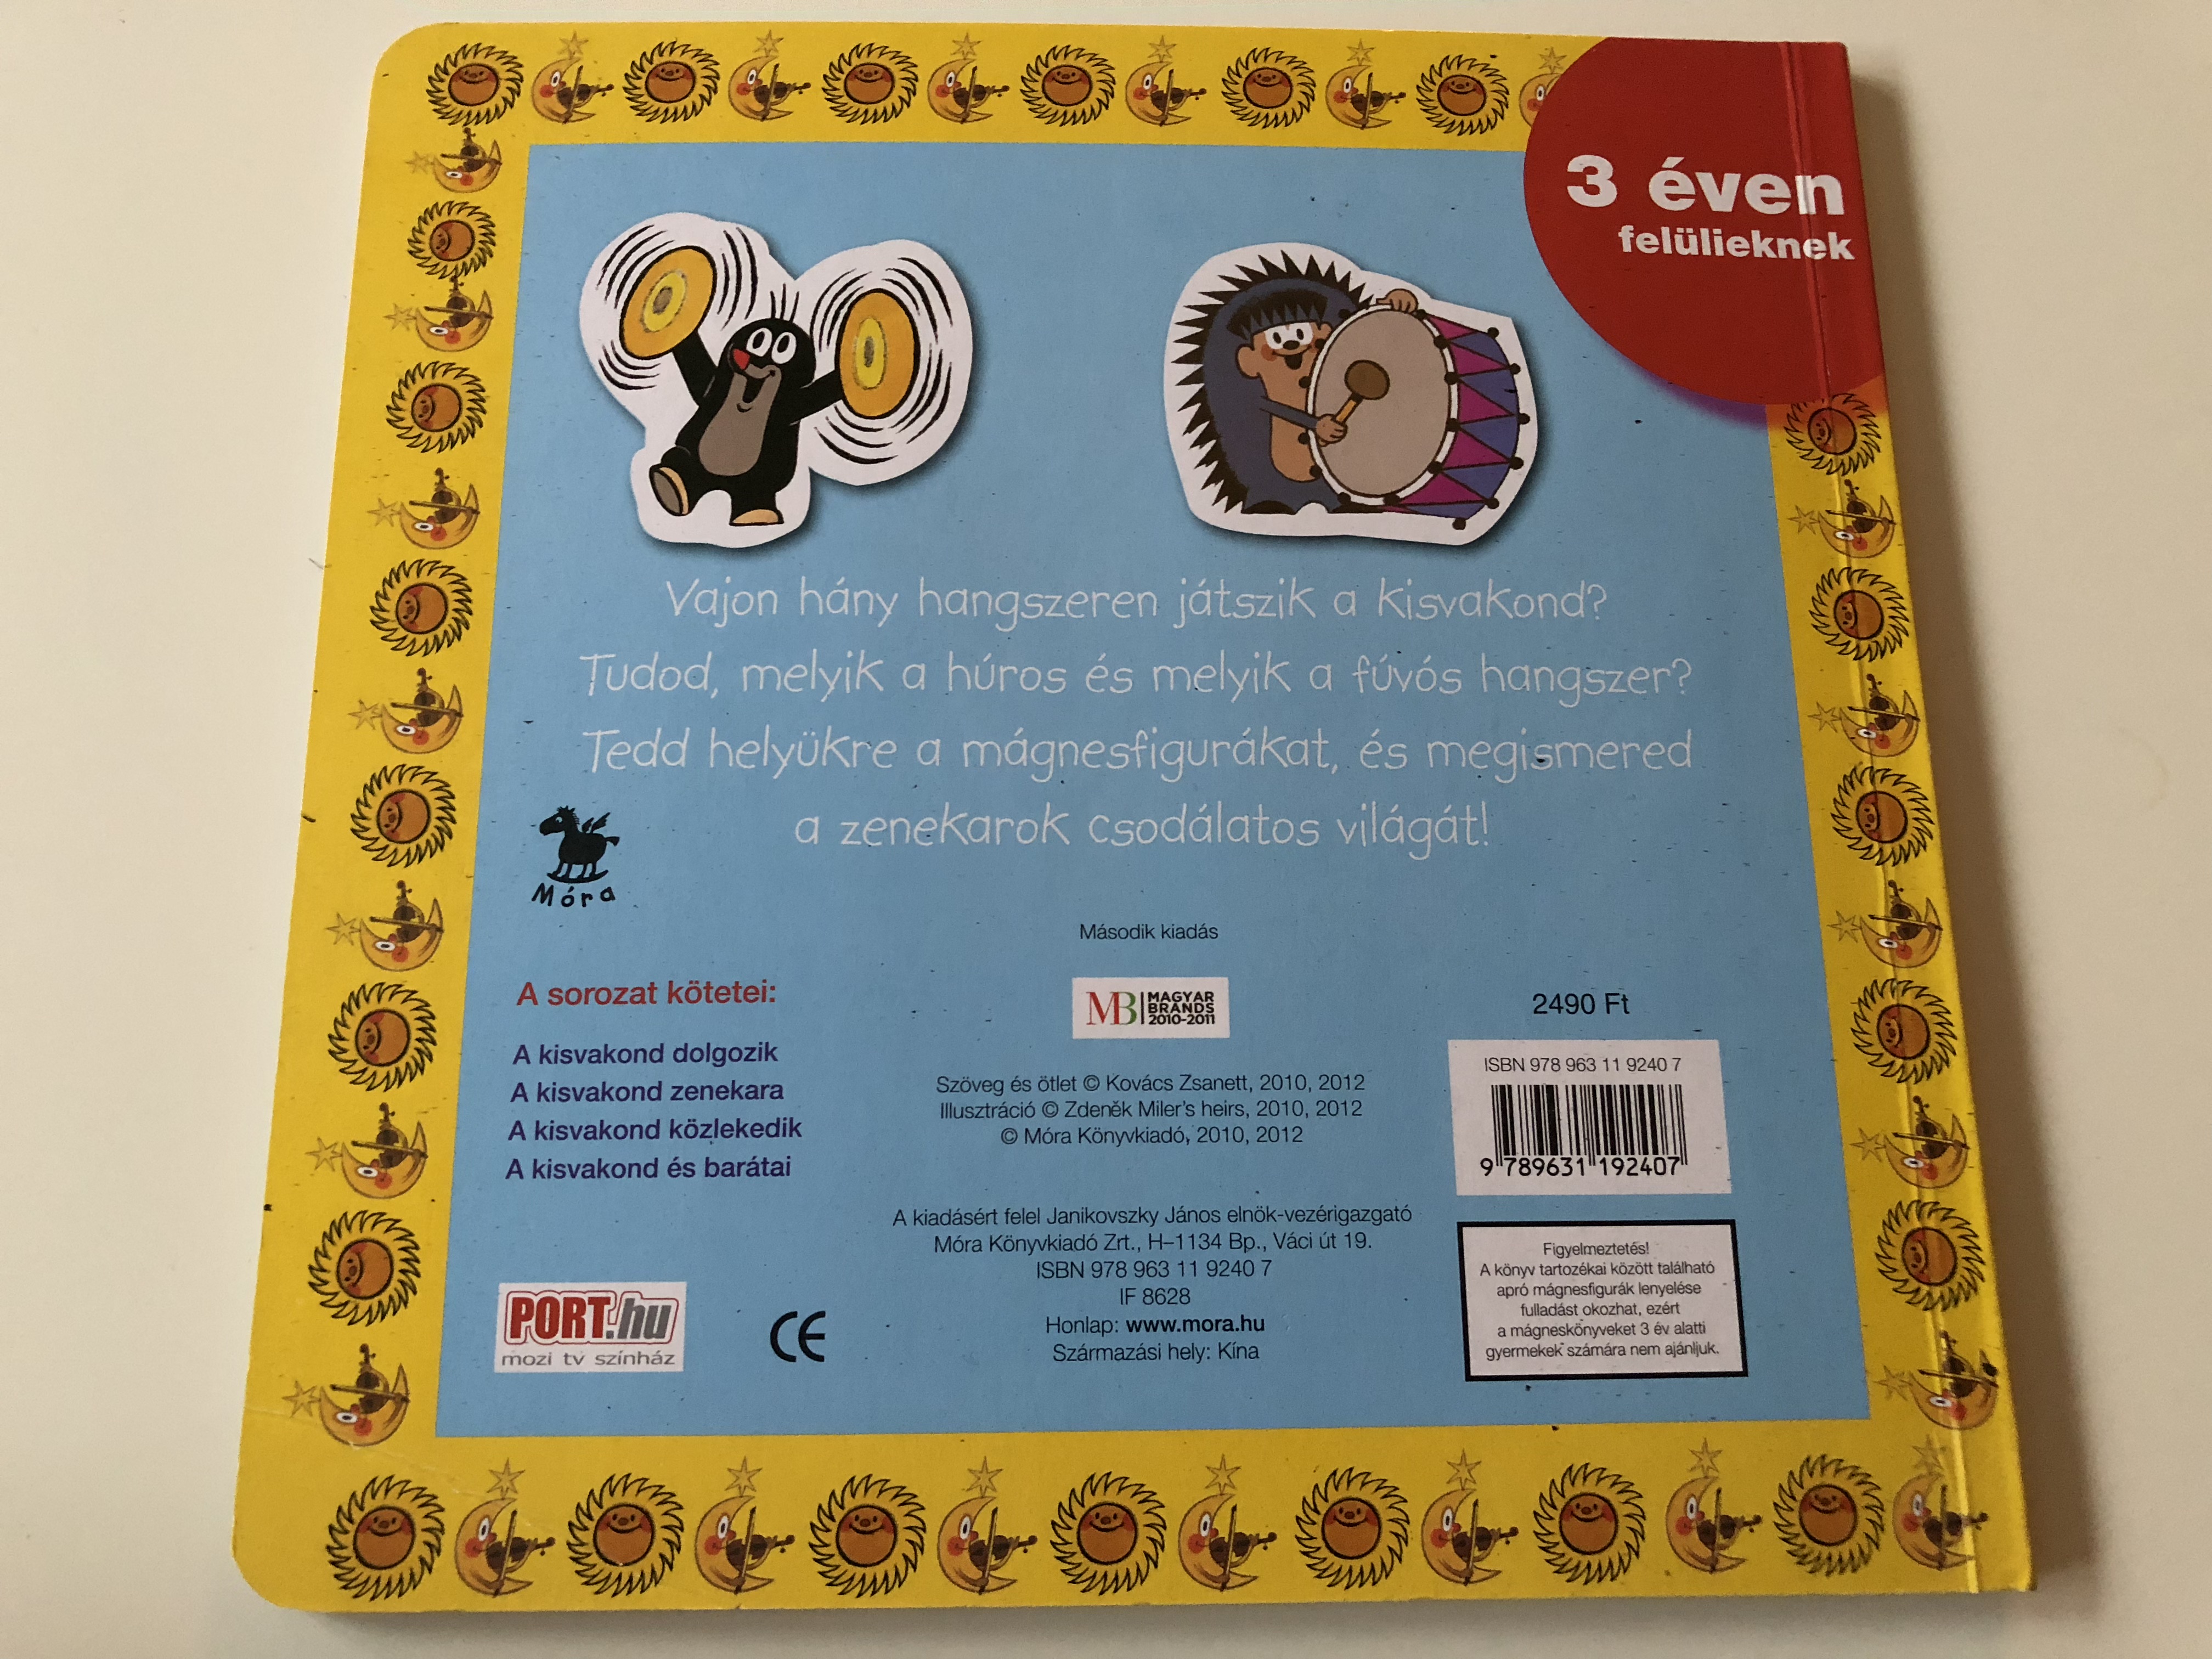 3 éven
felülieknek
Vajon hány hangszeren játszik a kisvakond?
Tudod, melyik a húros és melyik a fúvós hangszer?
Tedd helyükre a mágnesfigurákat, és megismered
a zenekarok csodálatos világát!
Móra
Második kiadás
A sorozat kötetei:
A kisvakond dolgozik
A kisvakond zenekara
A kisvakond közlekedik
A kisvakond és barátai
MB MAGYAR
BRANDS
2010-2011
2490 Ft
ISBN 978 963 11 9240 7
9 789631 192407
Szöveg és ötlet © Kovács Zsanett, 2010, 2012
Illusztráció © Zdeněk Miler's heirs, 2010, 2012
© Móra Könyvkiadó, 2010, 2012
A kiadásért felel Janikovszky János elnök-vezérigazgató
Móra Könyvkiadó Zrt., H–1134 Bp., Váci út 19.
ISBN 978 963 11 9240 7
IF 8628
Honlap: www.mora.hu
Származási hely: Kína
PORT.hu
mozi tv színház
CE
Figyelmeztetés!
A könyv tartozékai között található
apró mágnesfigurák lenyelése
fulladást okozhat, ezért
a mágneskönyveket 3 év alatti
gyermekek számára nem ajánljuk.